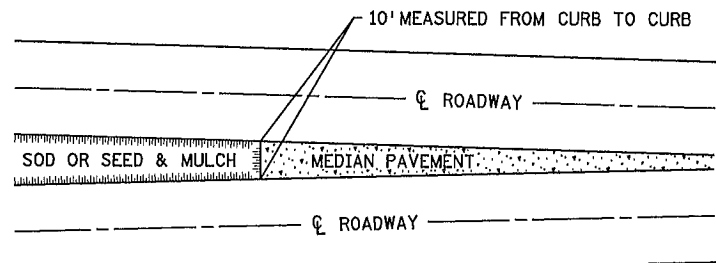 10' MEASURED FROM CURB TO CURB
℄ ROADWAY
SOD OR SEED & MULCH
MEDIAN PAVEMENT
℄ ROADWAY